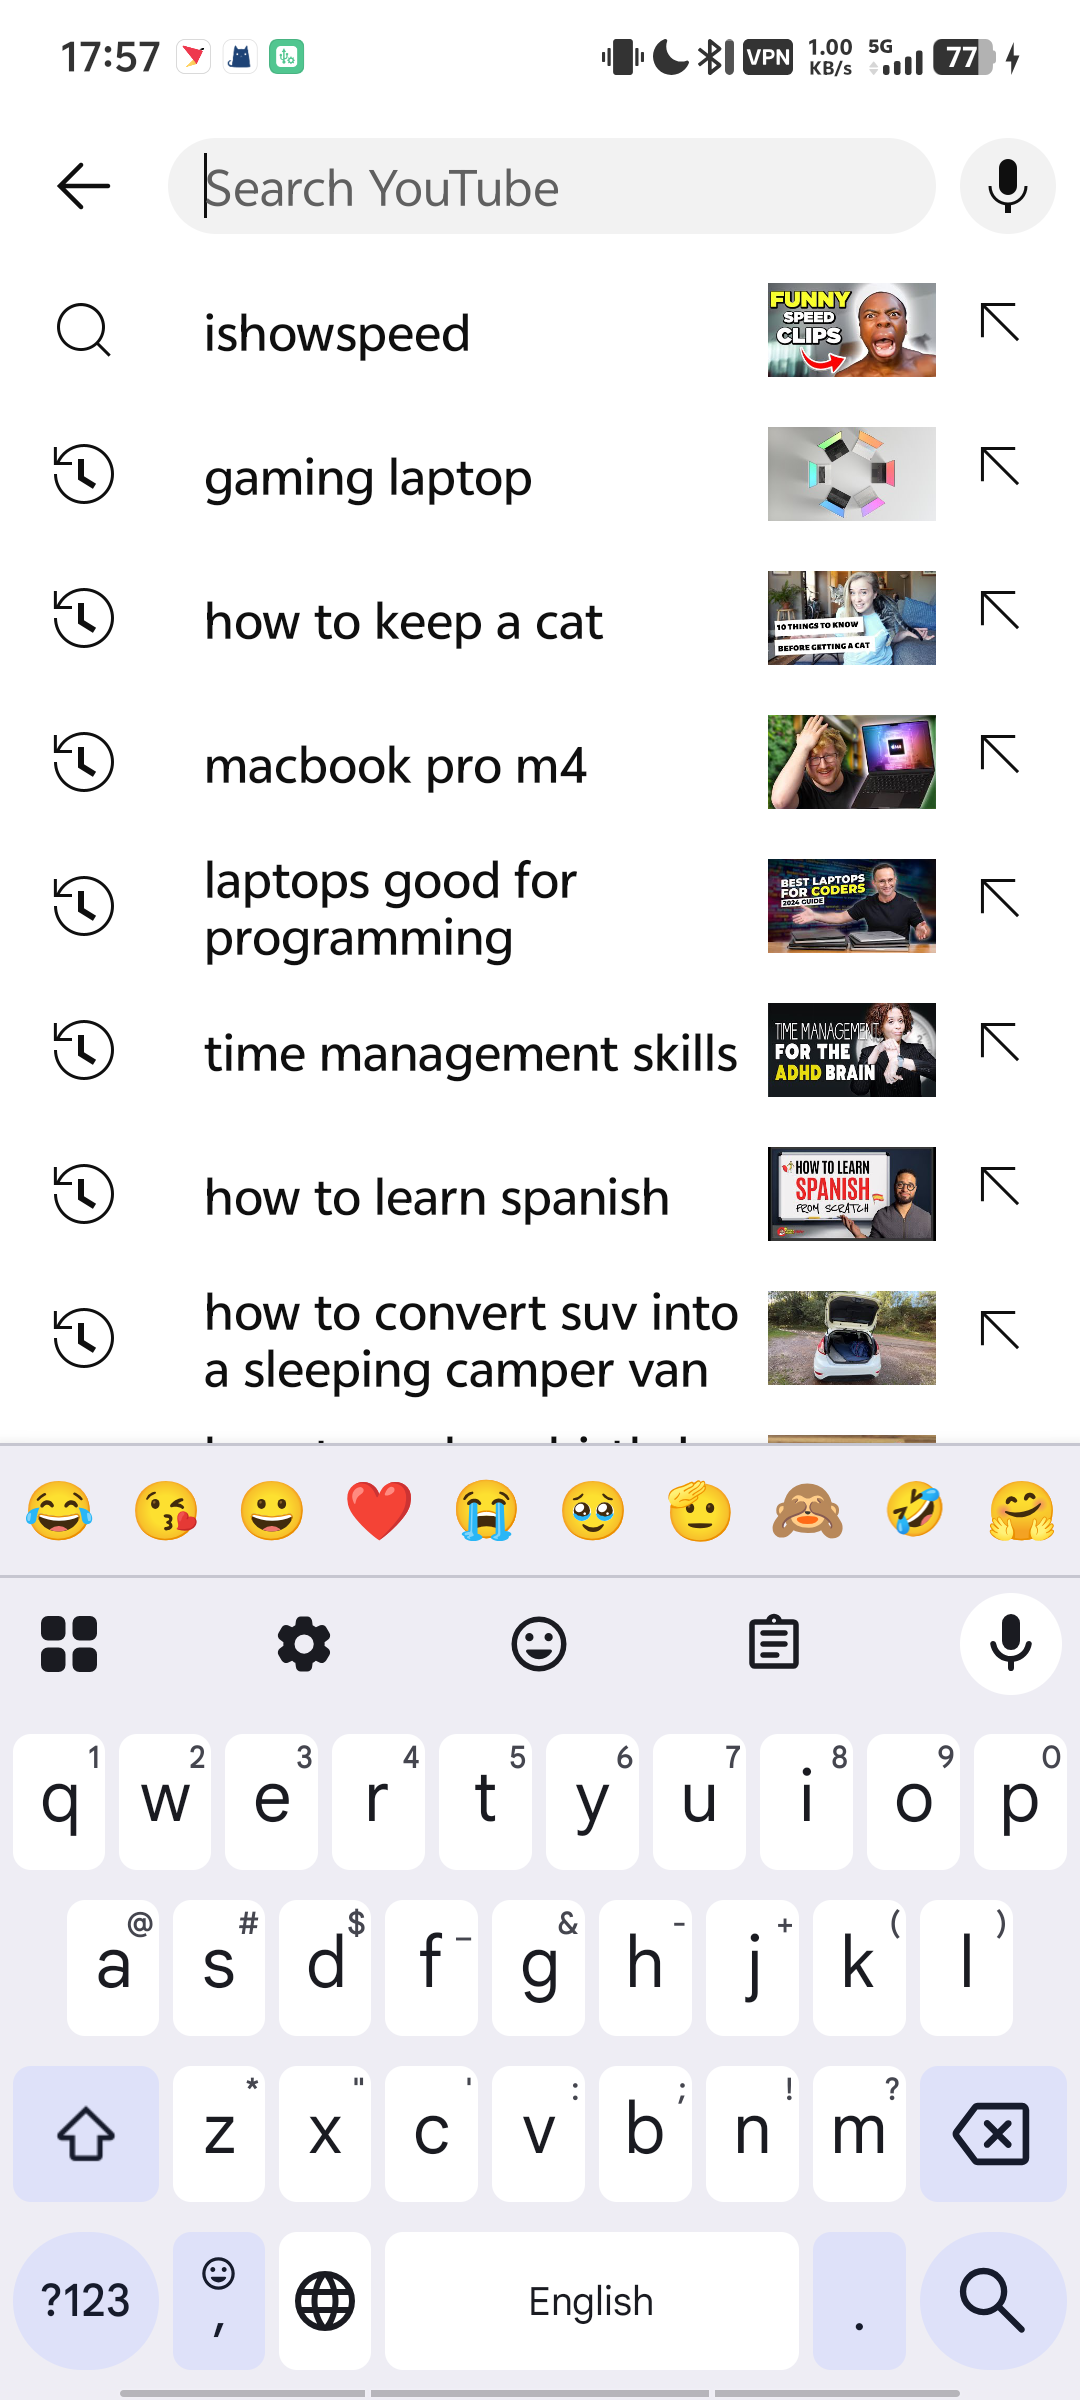 17:57
VPN
1.00
KB/s
5G
77
Search YouTube
ishowspeed
FUNNY
SPEED
CLIPS
gaming laptop
how to keep a cat
10 THINGS TO KNOW
BEFORE GETTING A CAT
macbook pro m4
laptops good for
programming
BEST LAPTOPS
FOR CODERS
2024 GUIDE
time management skills
TIME MANAGEMENT
FOR THE
ADHD BRAIN
how to learn spanish
HOW TO LEARN
SPANISH
FROM SCRATCH
how to convert suv into
a sleeping camper van
1 2 3 4 5 6 7 8 9 0
q w e r t y u i o p
@ # $ _ & - + ( )
a s d f g h j k l
* " ' : ; ! ?
z x c v b n m
?123
,
English
.